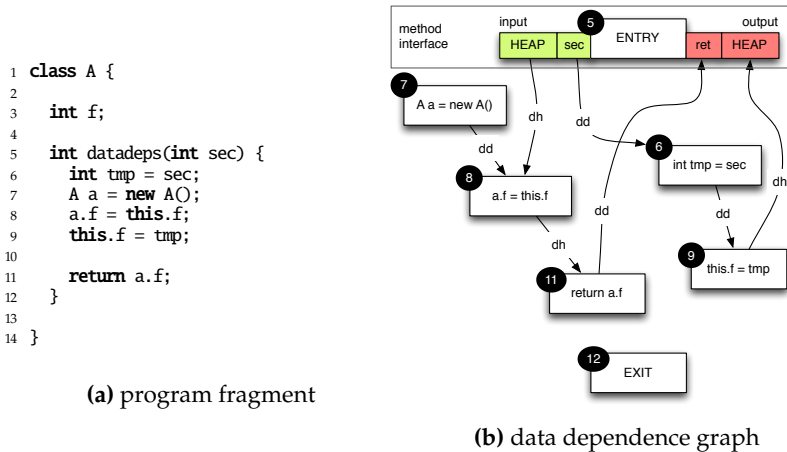 1 class A {
2
3 int f;
4
5 int datadeps(int sec) {
6 int tmp = sec;
7 A a = new A();
8 a.f = this.f;
9 this.f = tmp;
10
11 return a.f;
12 }
13
14 }
(a) program fragment
method
interface
input
output
HEAP
sec
5
ENTRY
ret
HEAP
7
A a = new A()
dh
dd
dd
6
int tmp = sec
8
a.f = this.f
dd
dh
dd
dh
9
this.f = tmp
11
return a.f
12
EXIT
(b) data dependence graph